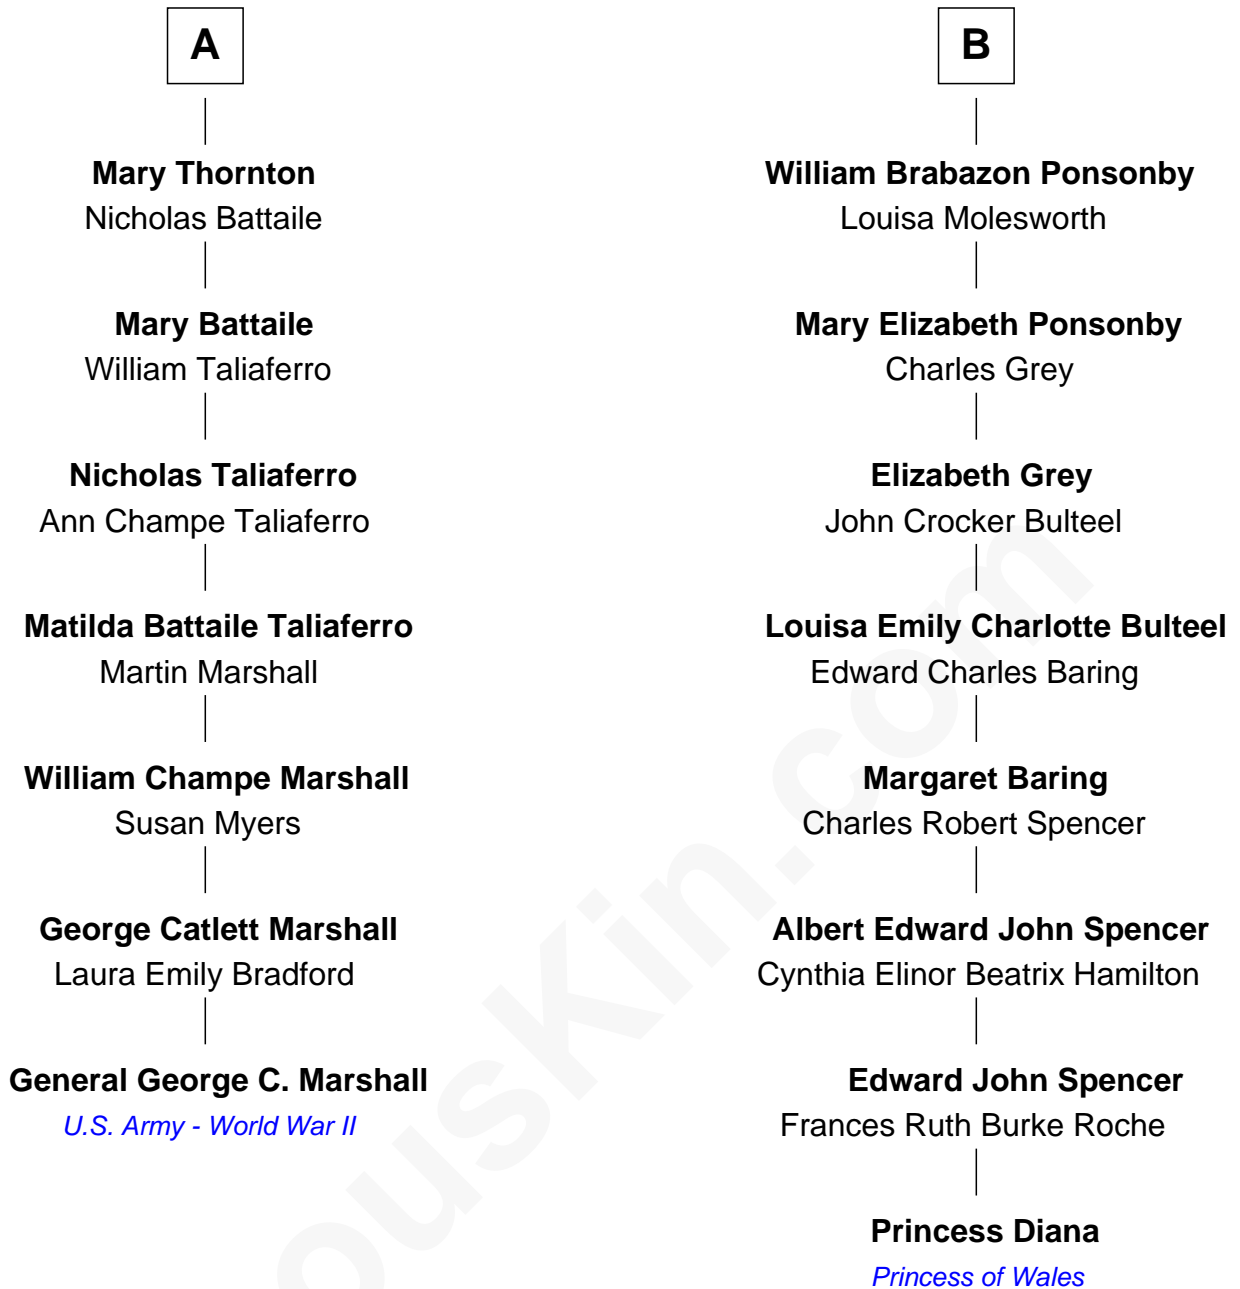 A
Mary Thornton
Nicholas Battaile
Mary Battaile
William Taliaferro
Nicholas Taliaferro
Ann Champe Taliaferro
Matilda Battaile Taliaferro
Martin Marshall
William Champe Marshall
Susan Myers
George Catlett Marshall
Laura Emily Bradford
General George C. Marshall
U.S. Army - World War II
B
William Brabazon Ponsonby
Louisa Molesworth
Mary Elizabeth Ponsonby
Charles Grey
Elizabeth Grey
John Crocker Bulteel
Louisa Emily Charlotte Bulteel
Edward Charles Baring
Margaret Baring
Charles Robert Spencer
Albert Edward John Spencer
Cynthia Elinor Beatrix Hamilton
Edward John Spencer
Frances Ruth Burke Roche
Princess Diana
Princess of Wales
ousKin.com